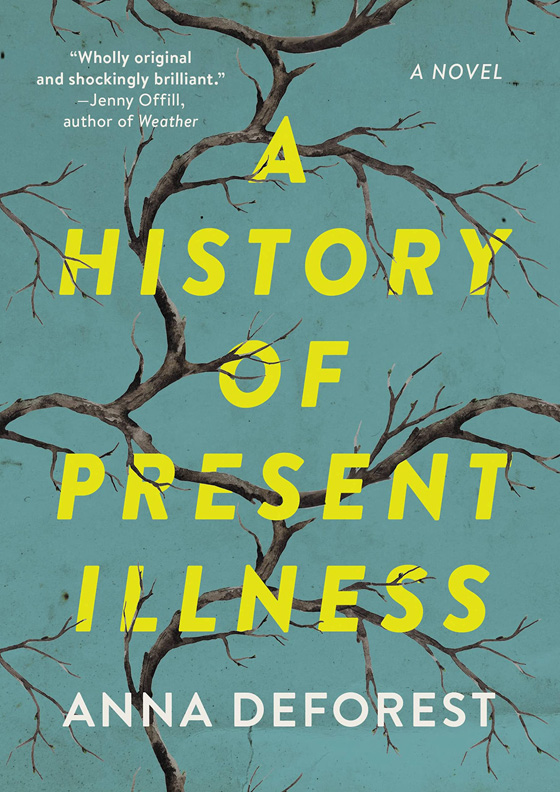 “Wholly original
and shockingly brilliant.”
—Jenny Offill,
author of Weather
A NOVEL
A
HISTORY
OF
PRESENT
ILLNESS
ANNA DEFOREST